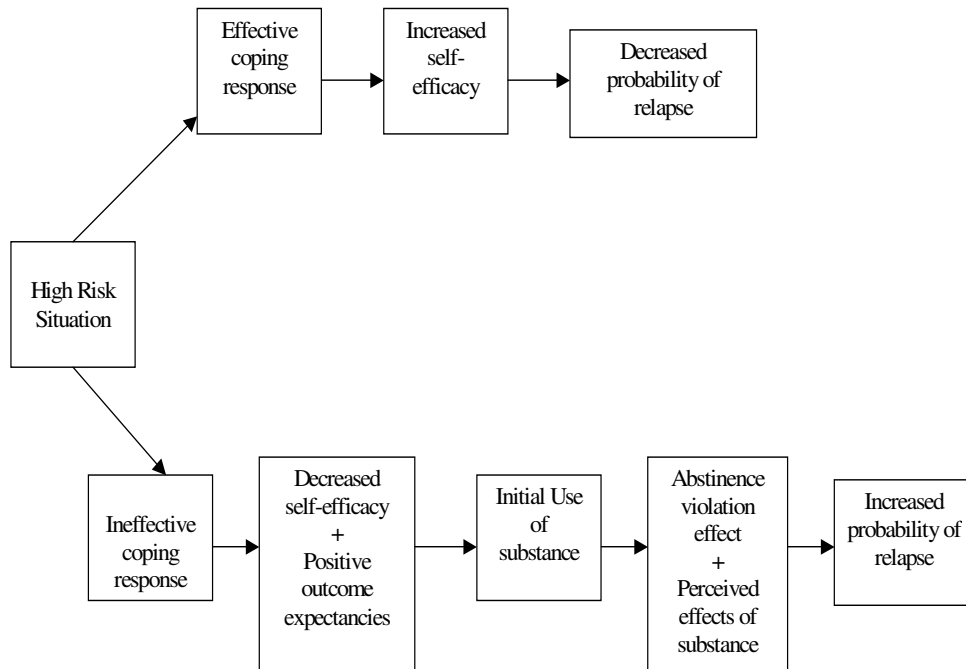 Effective
coping
response
Increased
self-
efficacy
Decreased
probability of
relapse
High Risk
Situation
Ineffective
coping
response
Decreased
self-efficacy
+
Positive
outcome
expectancies
Initial Use
of
substance
Abstinence
violation
effect
+
Perceived
effects of
substance
Increased
probability of
relapse